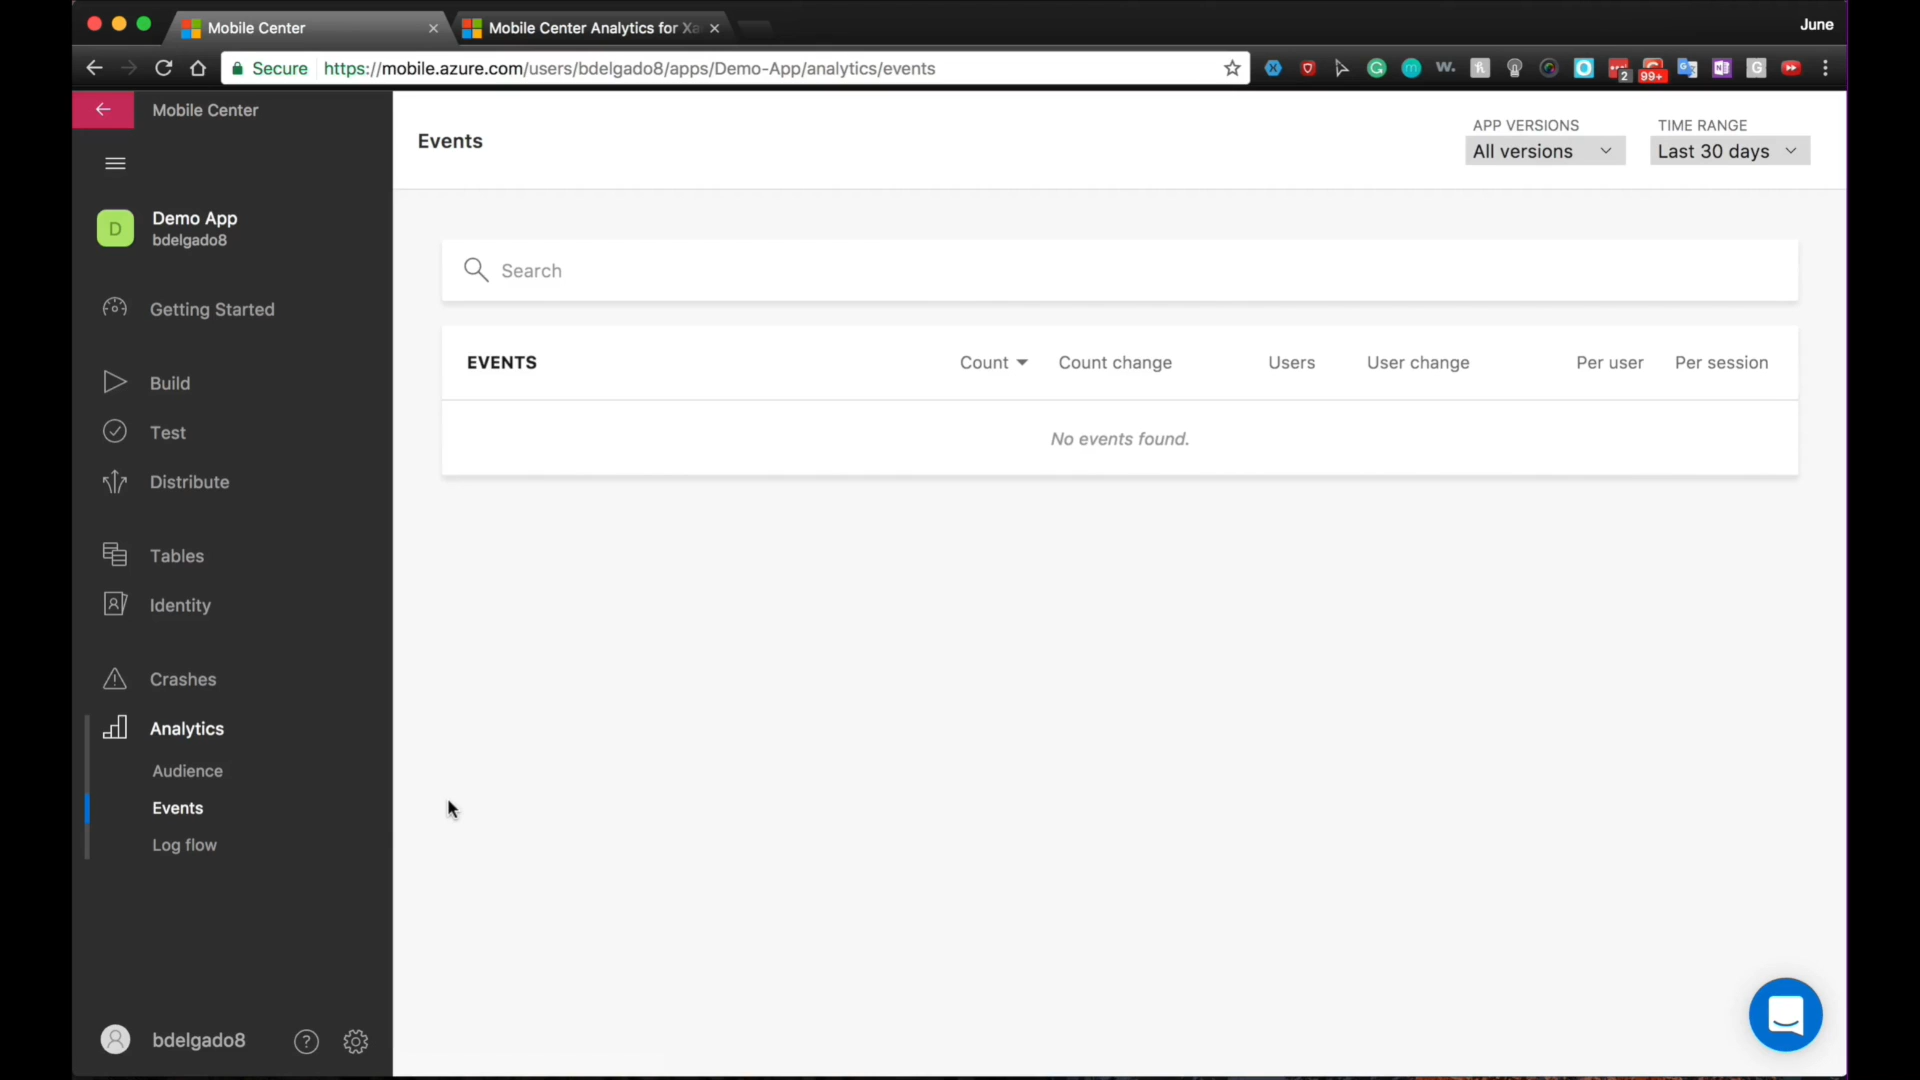 Mobile Center
Mobile Center Analytics for Xa
June
Secure
https://mobile.azure.com/users/bdelgado8/apps/Demo-App/analytics/events
2
99+
Mobile Center
Demo App
bdelgado8
D
Getting Started
Build
Test
Distribute
Tables
Identity
Crashes
Analytics
Audience
Events
Log flow
bdelgado8
?
Events
APP VERSIONS
All versions
TIME RANGE
Last 30 days
Search
EVENTS Count Count change Users User change Per user Per session
No events found.